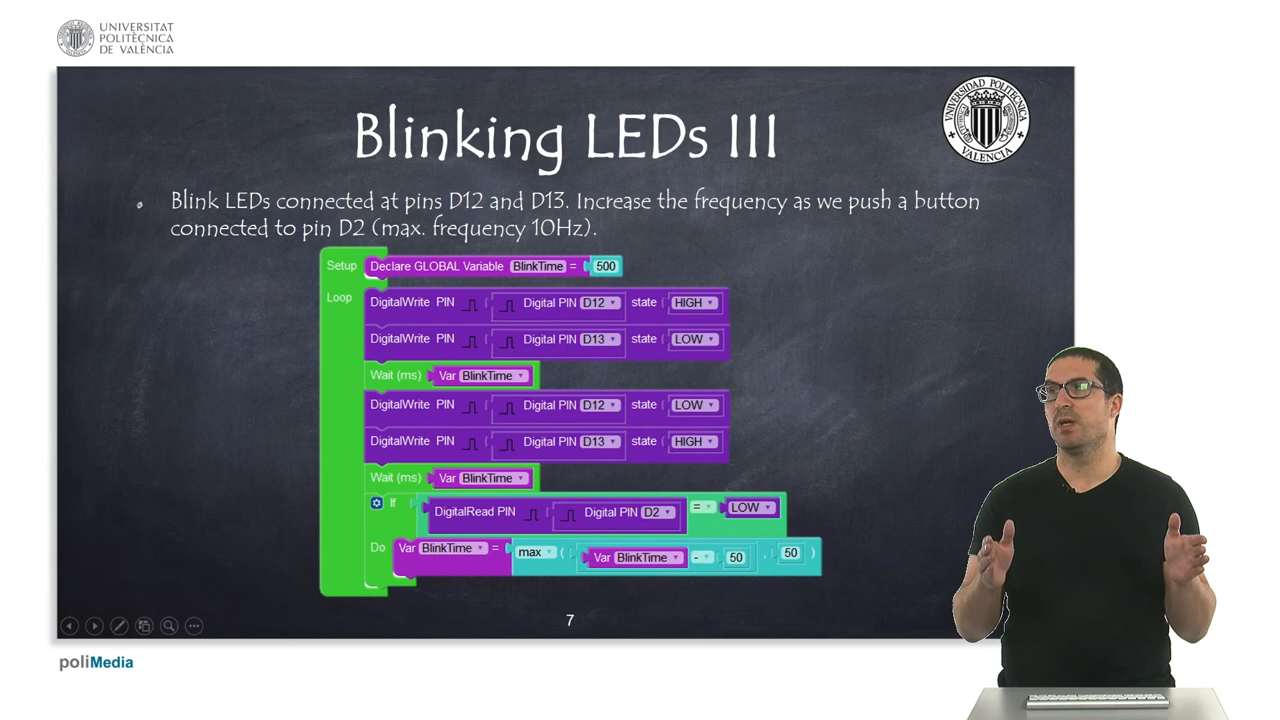 UNIVERSITAT
POLITÈCNICA
DE VALÈNCIA
UNIVERSIDAD POLITECNICA
VALENCIA
Blinking LEDs III
Blink LEDs connected at pins D12 and D13. Increase the frequency as we push a button
connected to pin D2 (max. frequency 10Hz).
Setup Declare GLOBAL Variable BlinkTime = 500
Loop DigitalWrite PIN Digital PIN D12 state HIGH
DigitalWrite PIN Digital PIN D13 state LOW
Wait (ms) Var BlinkTime
DigitalWrite PIN Digital PIN D12 state LOW
DigitalWrite PIN Digital PIN D13 state HIGH
Wait (ms) Var BlinkTime
If DigitalRead PIN Digital PIN D2 = LOW
Do Var BlinkTime = max ( Var BlinkTime - 50 , 50 )
7
poliMedia